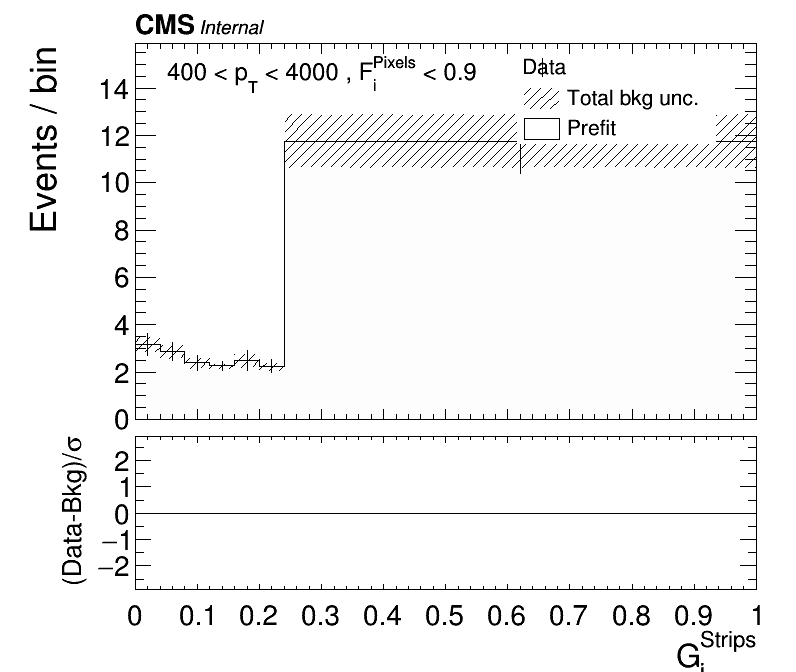 CMS Internal
400 < p_T < 4000 , F_i^Pixels < 0.9
Data
Total bkg unc.
Prefit
Events / bin
14
12
10
8
6
4
2
0
(Data-Bkg)/σ
2
1
0
−1
−2
0 0.1 0.2 0.3 0.4 0.5 0.6 0.7 0.8 0.9 1
G_i^Strips